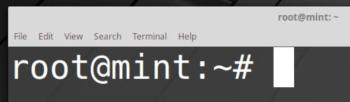 root@mint: ~
File Edit View Search Terminal Help
root@mint:~#